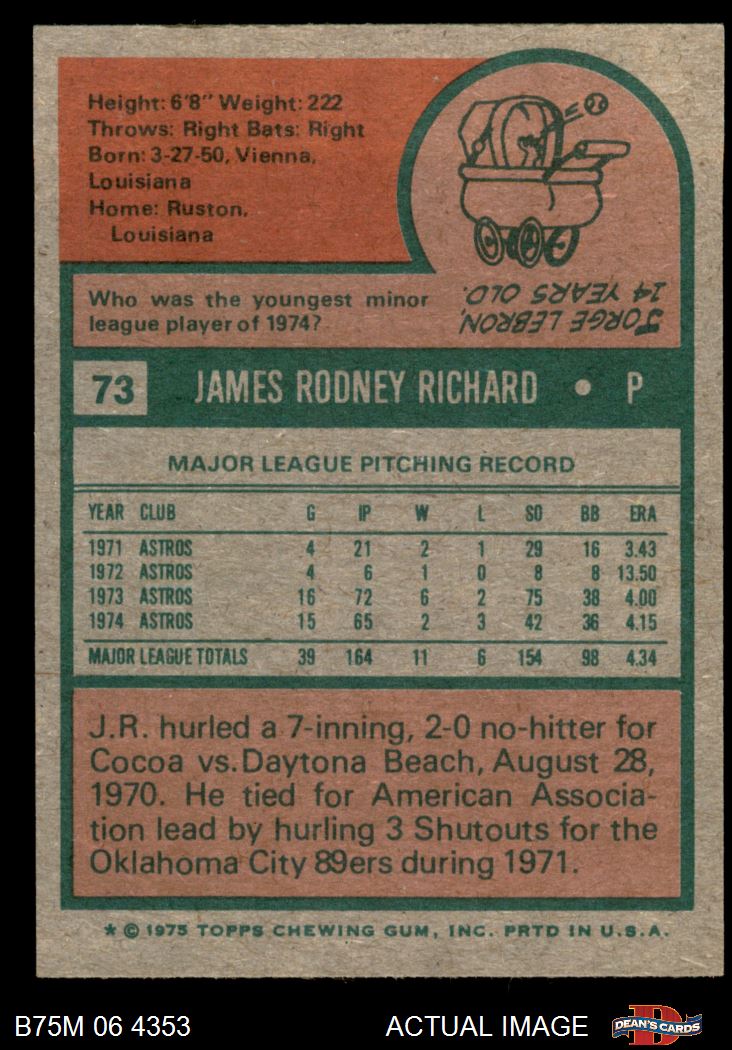 Height: 6'8" Weight: 222
Throws: Right Bats: Right
Born: 3-27-50, Vienna,
Louisiana
Home: Ruston,
Louisiana
Who was the youngest minor
league player of 1974?
JORGE LEBRON,
14 YEARS OLD.
73 JAMES RODNEY RICHARD • P
MAJOR LEAGUE PITCHING RECORD
YEAR CLUB G IP W L SO BB ERA
1971 ASTROS 4 21 2 1 29 16 3.43
1972 ASTROS 4 6 1 0 8 8 13.50
1973 ASTROS 16 72 6 2 75 38 4.00
1974 ASTROS 15 65 2 3 42 36 4.15
MAJOR LEAGUE TOTALS 39 164 11 6 154 98 4.34
J.R. hurled a 7-inning, 2-0 no-hitter for
Cocoa vs. Daytona Beach, August 28,
1970. He tied for American Associa-
tion lead by hurling 3 Shutouts for the
Oklahoma City 89ers during 1971.
* © 1975 TOPPS CHEWING GUM, INC. PRTD IN U.S.A.
B75M 06 4353 ACTUAL IMAGE D DEAN'S CARDS